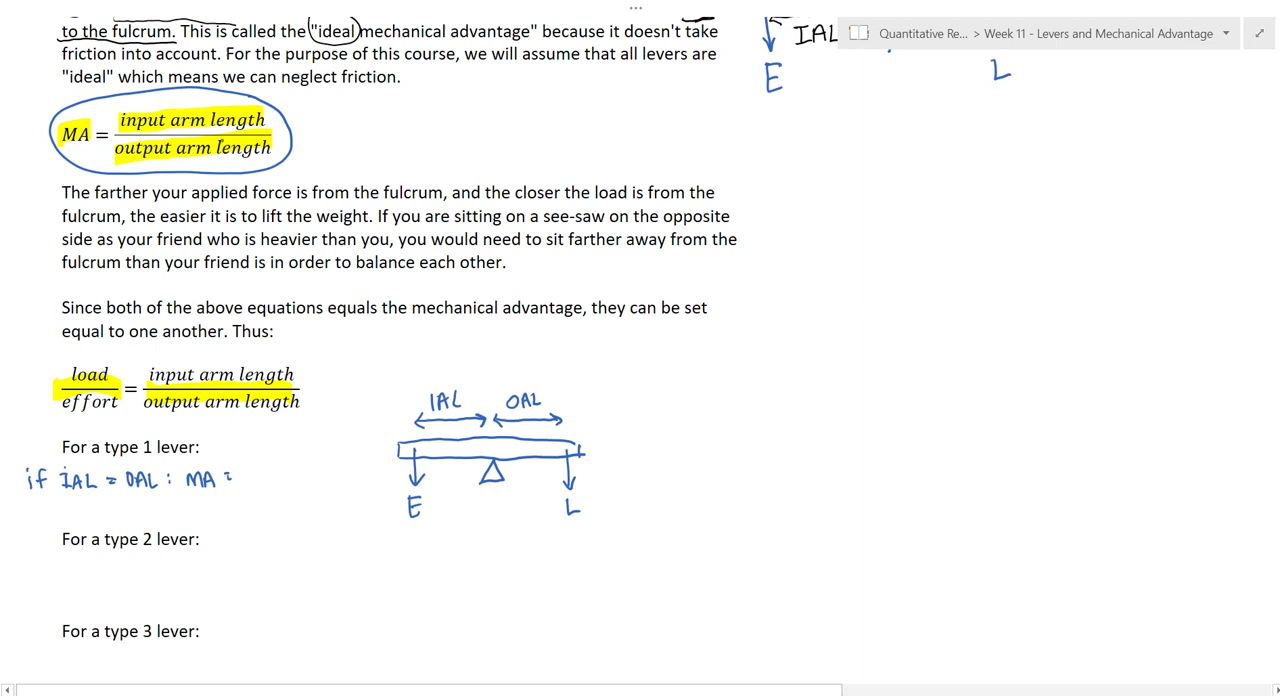 to the fulcrum. This is called the "ideal mechanical advantage" because it doesn't take
friction into account. For the purpose of this course, we will assume that all levers are
"ideal" which means we can neglect friction.
IAL
E
L
Quantitative Re... > Week 11 - Levers and Mechanical Advantage
MA = input arm length
output arm length
The farther your applied force is from the fulcrum, and the closer the load is from the
fulcrum, the easier it is to lift the weight. If you are sitting on a see-saw on the opposite
side as your friend who is heavier than you, you would need to sit farther away from the
fulcrum than your friend is in order to balance each other.
Since both of the above equations equals the mechanical advantage, they can be set
equal to one another. Thus:
load = input arm length
effort output arm length
IAL OAL
E L
For a type 1 lever:
if IAL = OAL : MA =
For a type 2 lever:
For a type 3 lever: